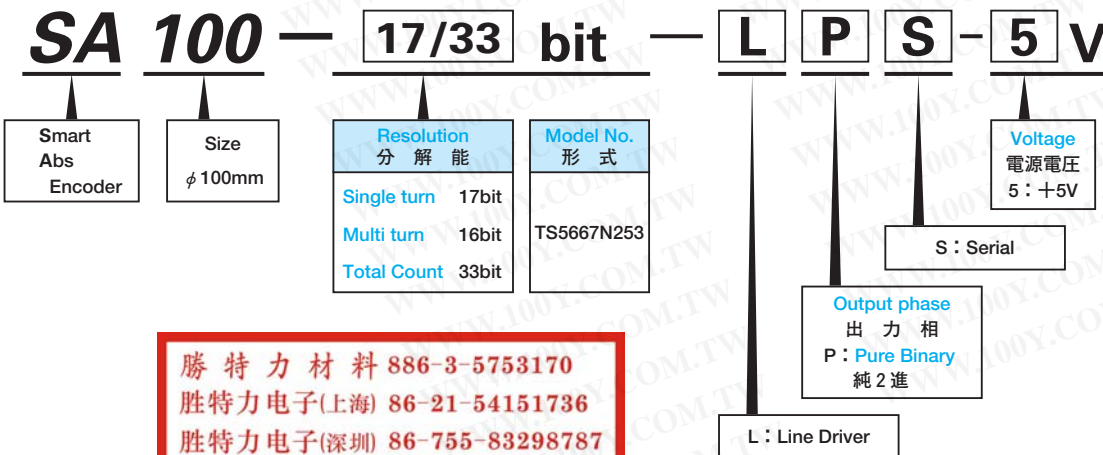 SA 100 — 17/33 bit — L P S - 5 V
Smart
Abs
Encoder
Size
φ100mm
Resolution
分解能
Single turn 17bit
Multi turn 16bit
Total Count 33bit
Model No.
形式
TS5667N253
Voltage
電源電圧
5：＋5V
S：Serial
Output phase
出力相
P：Pure Binary
純2進
L：Line Driver
勝特力材料 886-3-5753170
胜特力电子(上海) 86-21-54151736
胜特力电子(深圳) 86-755-83298787
WWW.100Y.COM.TW